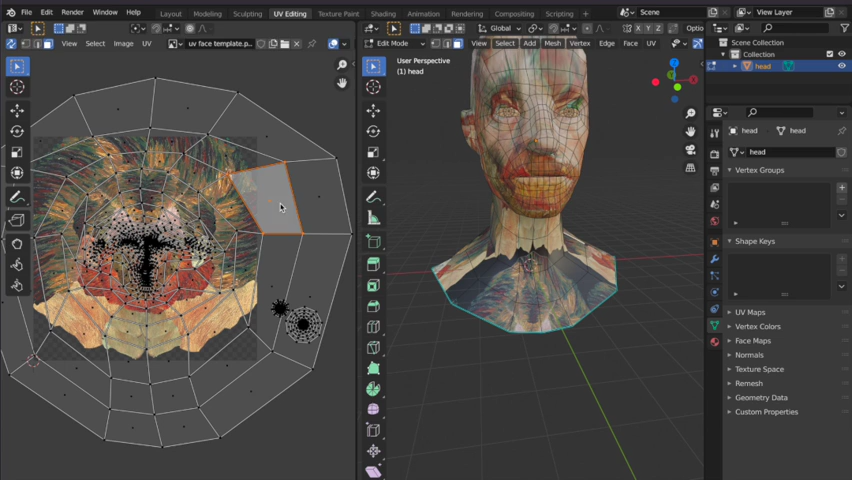 File Edit Render Window Help Layout Modeling Sculpting UV Editing Texture Paint Shading Animation Rendering Compositing Scripting Scene View Layer
Global Optio
View Select Image UV uv face template.p... Edit Mode View Select Add Mesh Vertex Edge Face UV
User Perspective
(1) head
Scene Collection
Collection
head
head head
head
Vertex Groups
Shape Keys
UV Maps
Vertex Colors
Face Maps
Normals
Texture Space
Remesh
Geometry Data
Custom Properties